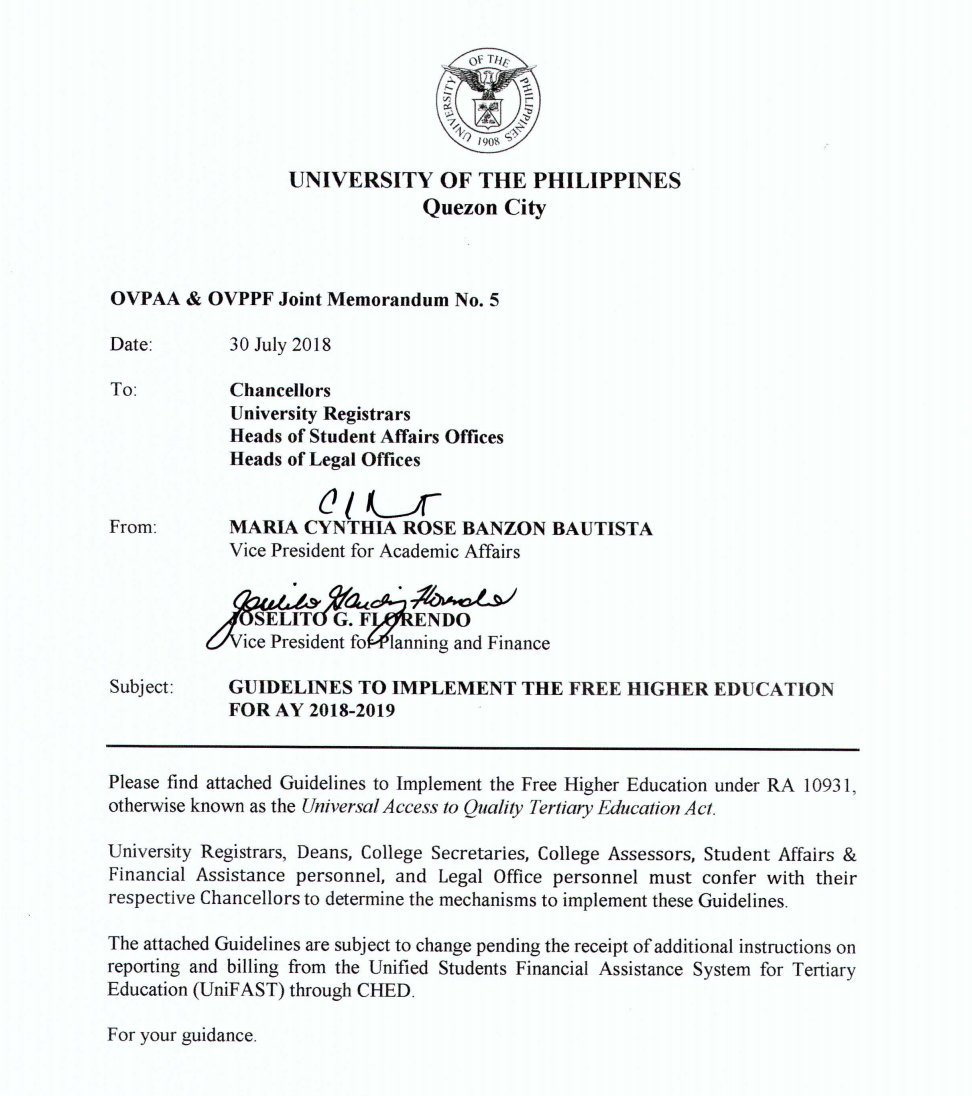 UNIVERSITY OF THE PHILIPPINES
1908
UNIVERSITY OF THE PHILIPPINES
Quezon City
OVPAA & OVPPF Joint Memorandum No. 5
Date: 30 July 2018
To: Chancellors
University Registrars
Heads of Student Affairs Offices
Heads of Legal Offices
From: MARIA CYNTHIA ROSE BANZON BAUTISTA
Vice President for Academic Affairs
JOSELITO G. FLORENDO
Vice President for Planning and Finance
Subject: GUIDELINES TO IMPLEMENT THE FREE HIGHER EDUCATION
FOR AY 2018-2019
Please find attached Guidelines to Implement the Free Higher Education under RA 10931,
otherwise known as the Universal Access to Quality Tertiary Education Act.
University Registrars, Deans, College Secretaries, College Assessors, Student Affairs &
Financial Assistance personnel, and Legal Office personnel must confer with their
respective Chancellors to determine the mechanisms to implement these Guidelines.
The attached Guidelines are subject to change pending the receipt of additional instructions on
reporting and billing from the Unified Students Financial Assistance System for Tertiary
Education (UniFAST) through CHED.
For your guidance.